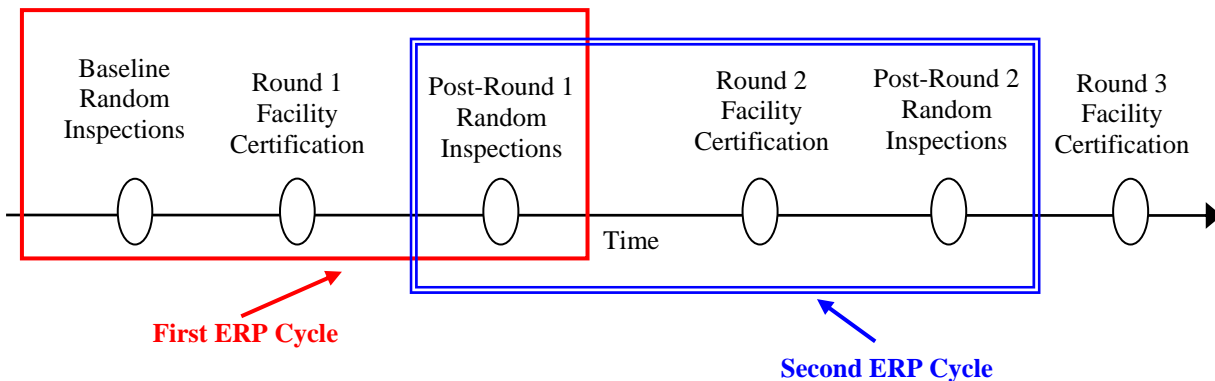 Baseline
Random
Inspections
Round 1
Facility
Certification
Post-Round 1
Random
Inspections
Round 2
Facility
Certification
Post-Round 2
Random
Inspections
Round 3
Facility
Certification
Time
First ERP Cycle
Second ERP Cycle